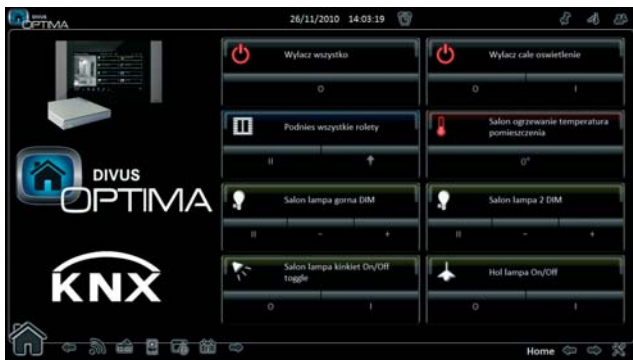 DIVUS
OPTIMA
26/11/2010 14:03:19
Wylacz wszystko
O
Wylacz cale oswietlenie
O I
Podnies wszystkie rolety
II
Salon ogrzewanie temperatura
pomieszczenia
0°
DIVUS
OPTIMA
Salon lampa gorna DIM
II - +
Salon lampa 2 DIM
II - +
KNX
Salon lampa kinkiet On/Off
toggle
O I
Hol lampa On/Off
O I
Home